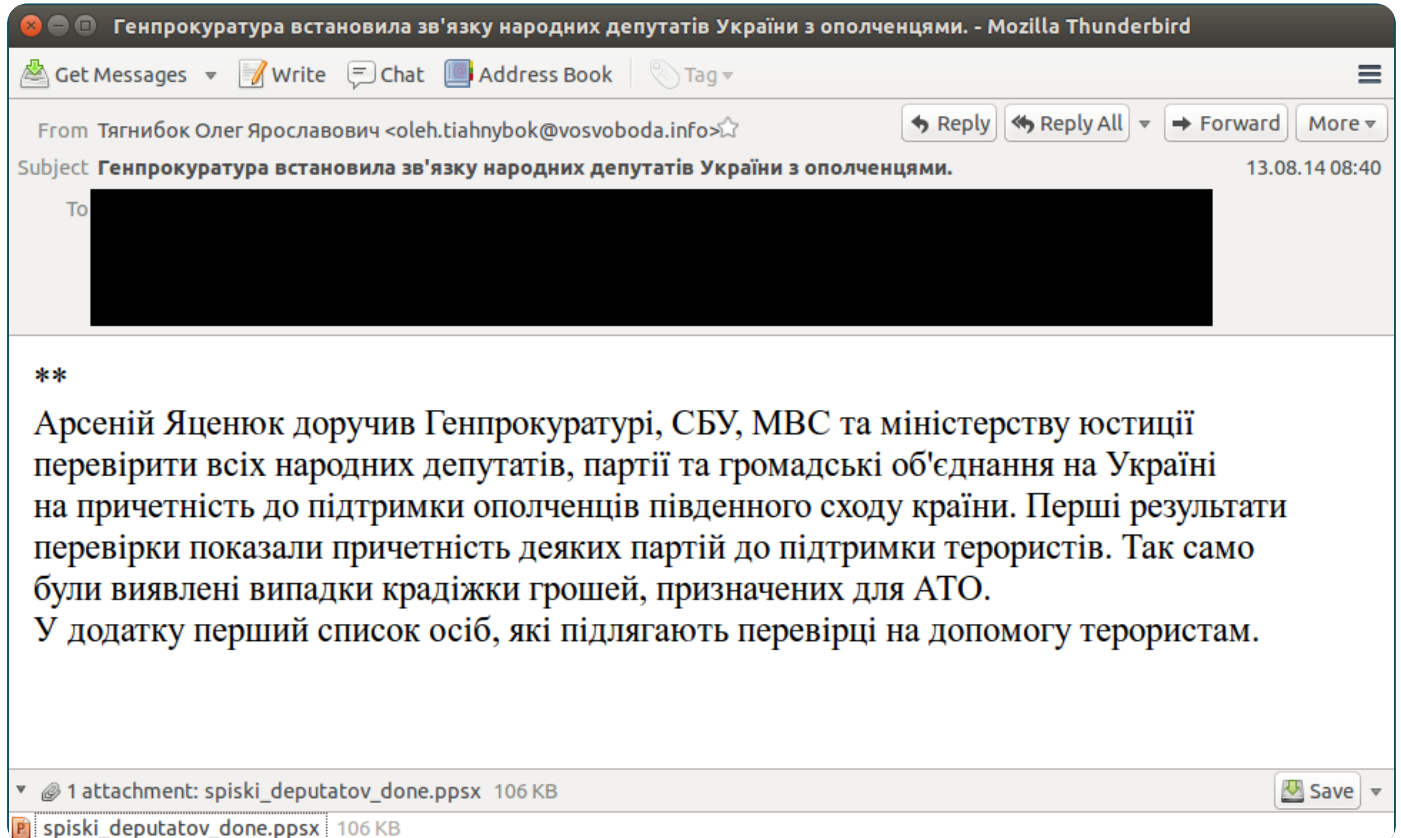 Генпрокуратура встановила зв'язку народних депутатів України з ополченцями. - Mozilla Thunderbird
Get Messages Write Chat Address Book Tag
From Тягнибок Олег Ярославович <oleh.tiahnybok@vosvoboda.info> Reply Reply All Forward More
Subject Генпрокуратура встановила зв'язку народних депутатів України з ополченцями. 13.08.14 08:40
To
**
Арсеній Яценюк доручив Генпрокуратурі, СБУ, МВС та міністерству юстиції
перевірити всіх народних депутатів, партії та громадські об'єднання на Україні
на причетність до підтримки ополченців південного сходу країни. Перші результати
перевірки показали причетність деяких партій до підтримки терористів. Так само
були виявлені випадки крадіжки грошей, призначених для АТО.
У додатку перший список осіб, які підлягають перевірці на допомогу терористам.
1 attachment: spiski_deputatov_done.ppsx 106 KB Save
spiski_deputatov_done.ppsx 106 KB